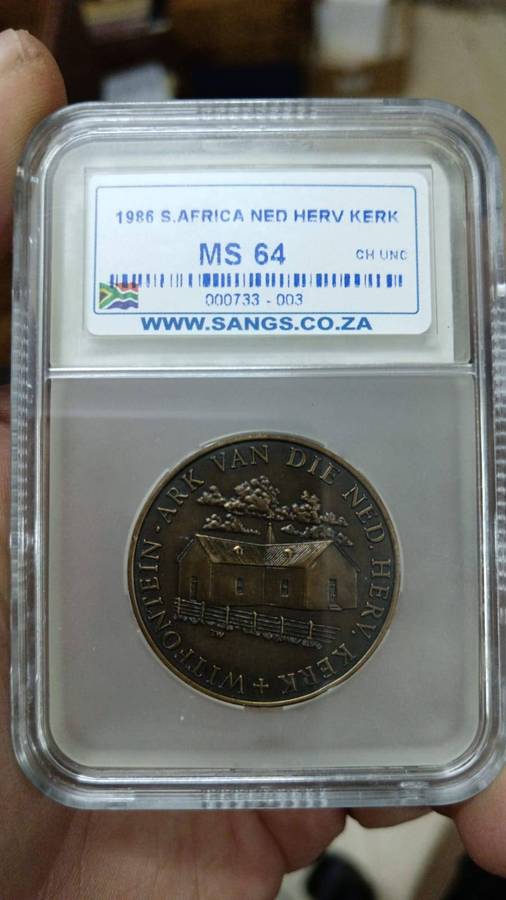 1986 S.AFRICA NED HERV KERK
MS 64
CH UNC
000733 - 003
WWW.SANGS.CO.ZA
WITFONTEIN - ARK VAN DIE NED. HERV. KERK
TW